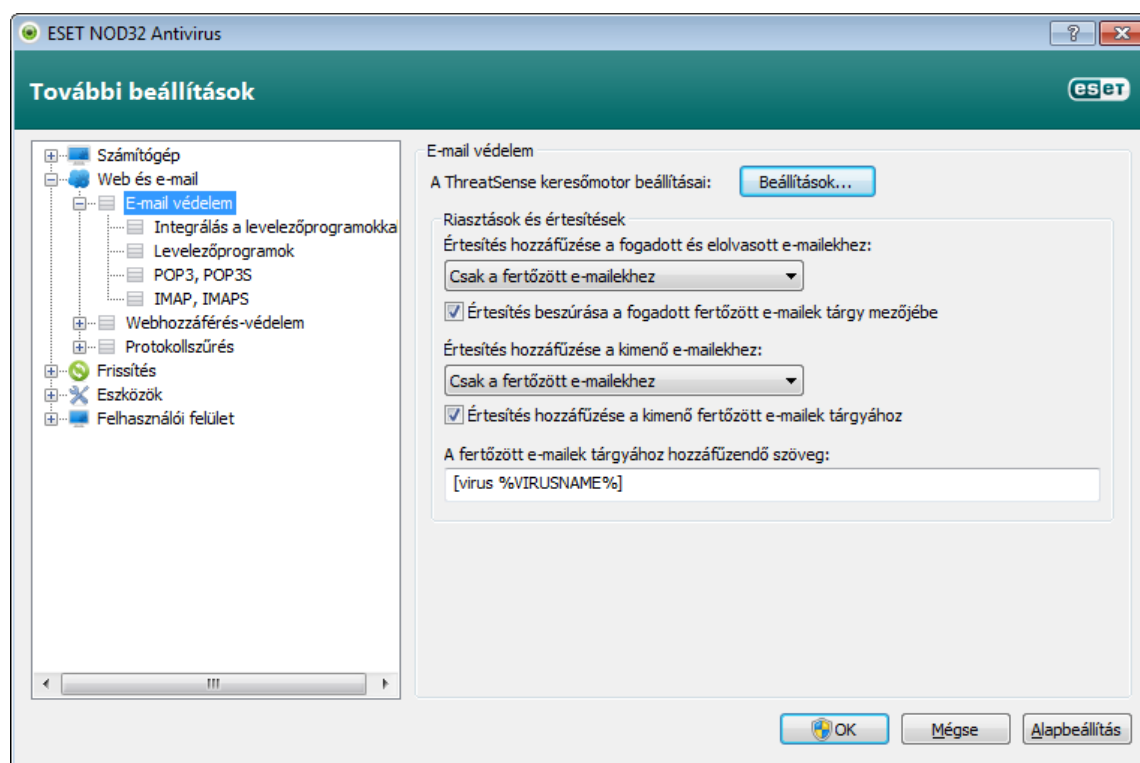 ESET NOD32 Antivirus
További beállítások
eset
Számítógép
Web és e-mail
E-mail védelem
Integrálás a levelezőprogramokka
Levelezőprogramok
POP3, POP3S
IMAP, IMAPS
Webhozzáférés-védelem
Protokollszűrés
Frissítés
Eszközök
Felhasználói felület
E-mail védelem
A ThreatSense keresőmotor beállításai: Beállítások...
Riasztások és értesítések
Értesítés hozzáfűzése a fogadott és elolvasott e-mailekhez:
Csak a fertőzött e-mailekhez
Értesítés beszúrása a fogadott fertőzött e-mailek tárgy mezőjébe
Értesítés hozzáfűzése a kimenő e-mailekhez:
Csak a fertőzött e-mailekhez
Értesítés hozzáfűzése a kimenő fertőzött e-mailek tárgyához
A fertőzött e-mailek tárgyához hozzáfűzendő szöveg:
[virus %VIRUSNAME%]
OK Mégse Alapbeállítás